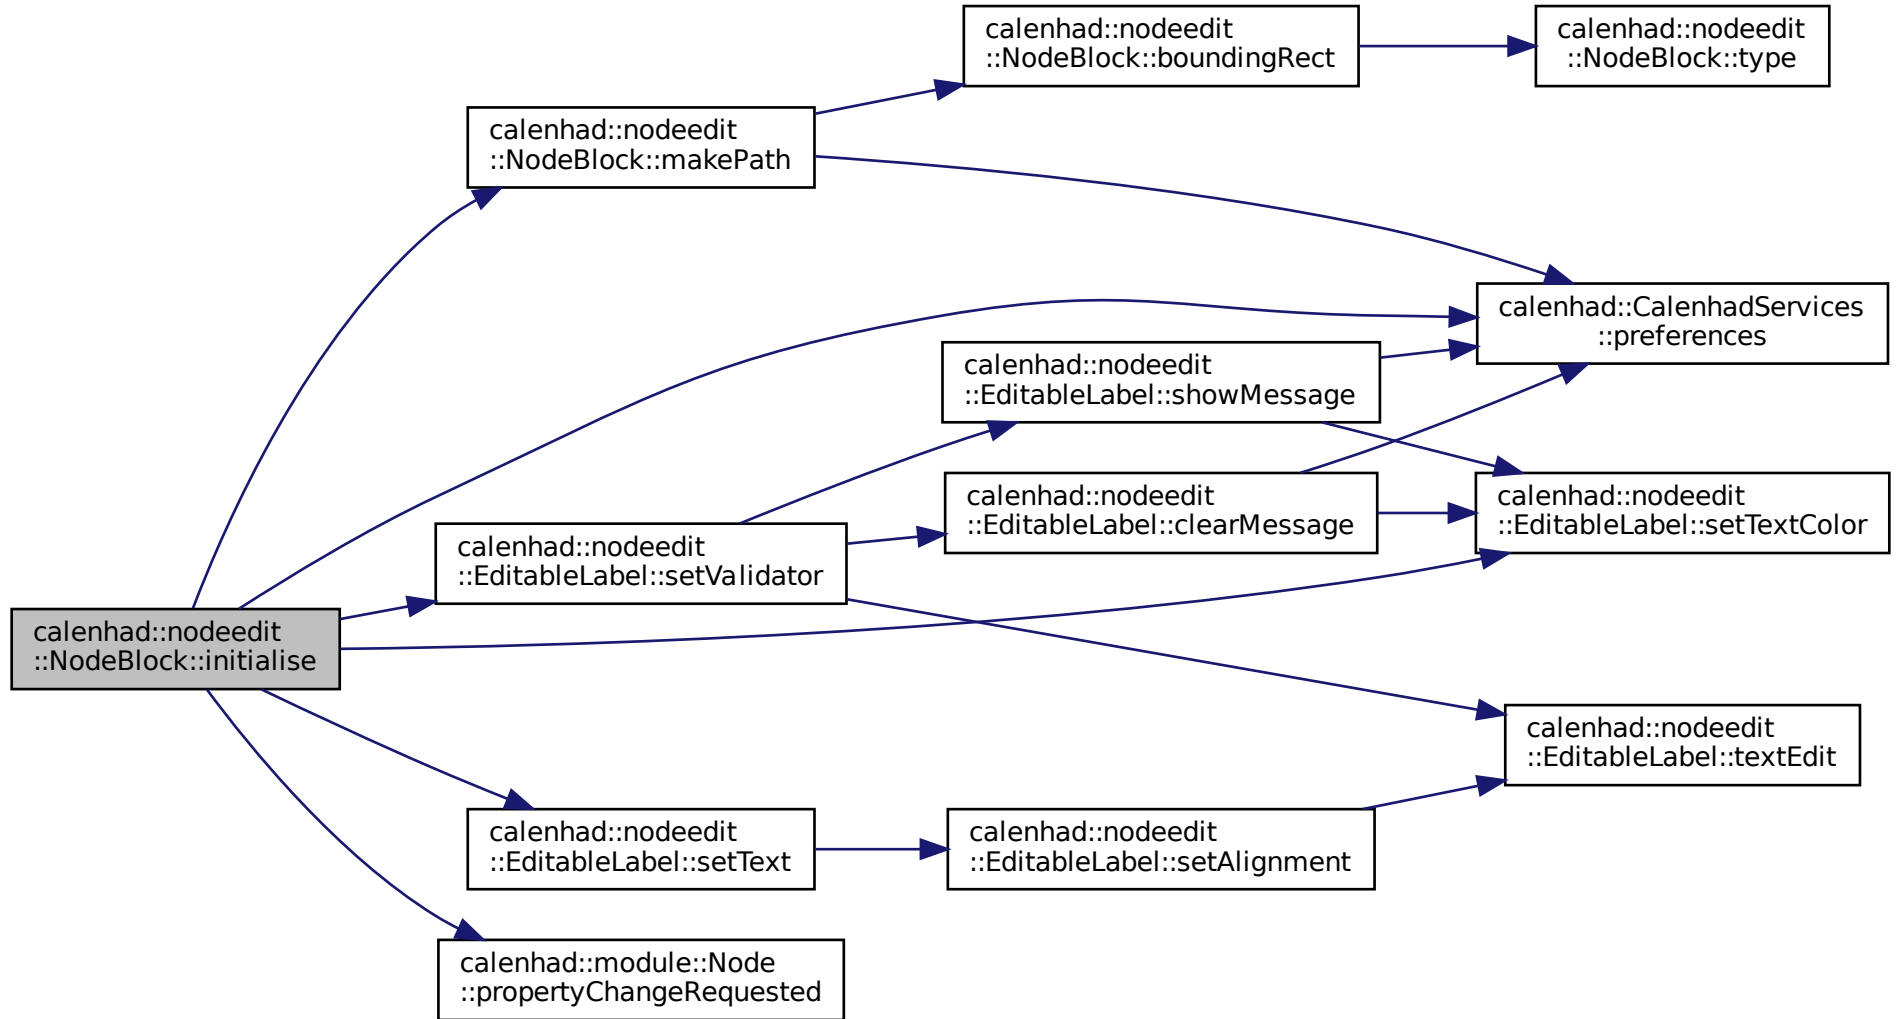 calenhad::nodeedit
::NodeBlock::boundingRect
calenhad::nodeedit
::NodeBlock::type
calenhad::nodeedit
::NodeBlock::makePath
calenhad::CalenhadServices
::preferences
calenhad::nodeedit
::EditableLabel::showMessage
calenhad::nodeedit
::EditableLabel::clearMessage
calenhad::nodeedit
::EditableLabel::setTextColor
calenhad::nodeedit
::EditableLabel::setValidator
calenhad::nodeedit
::NodeBlock::initialise
calenhad::nodeedit
::EditableLabel::textEdit
calenhad::nodeedit
::EditableLabel::setText
calenhad::nodeedit
::EditableLabel::setAlignment
calenhad::module::Node
::propertyChangeRequested